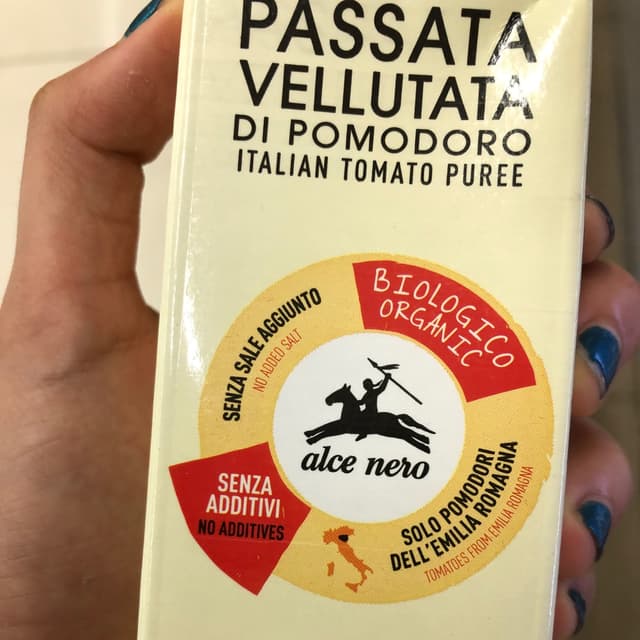 PASSATA
VELLUTATA
DI POMODORO
ITALIAN TOMATO PUREE
BIOLOGICO
ORGANIC
SENZA SALE AGGIUNTO
NO ADDED SALT
alce nero
SENZA
ADDITIVI
NO ADDITIVES
SOLO POMODORI
DELL'EMILIA ROMAGNA
TOMATOES FROM EMILIA ROMAGNA